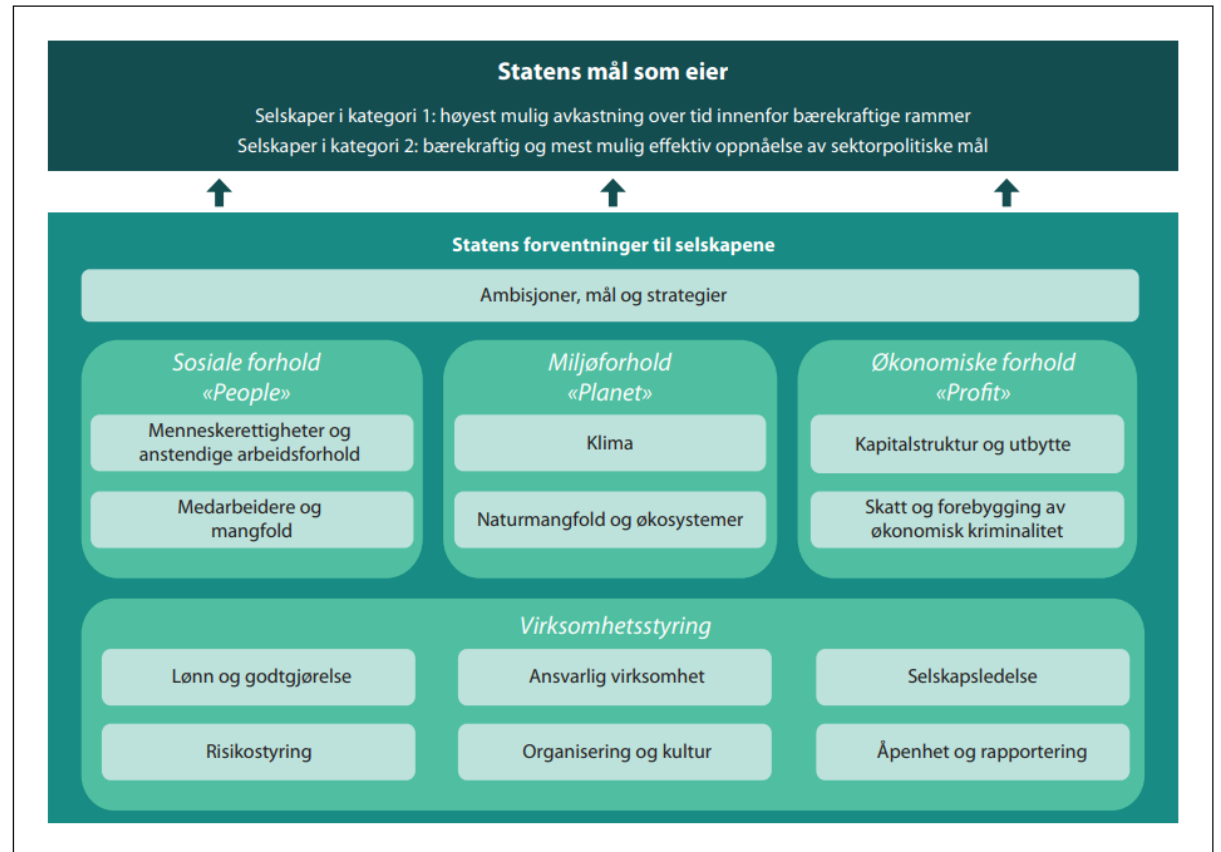 Statens mål som eier
Selskaper i kategori 1: høyest mulig avkastning over tid innenfor bærekraftige rammer
Selskaper i kategori 2: bærekraftig og mest mulig effektiv oppnåelse av sektorpolitiske mål
Statens forventninger til selskapene
Ambisjoner, mål og strategier
Sosiale forhold
«People»
Menneskerettigheter og
anstendige arbeidsforhold
Medarbeidere og
mangfold
Miljøforhold
«Planet»
Klima
Naturmangfold og økosystemer
Økonomiske forhold
«Profit»
Kapitalstruktur og utbytte
Skatt og forebygging av
økonomisk kriminalitet
Virksomhetsstyring
Lønn og godtgjørelse
Ansvarlig virksomhet
Selskapsledelse
Risikostyring
Organisering og kultur
Åpenhet og rapportering